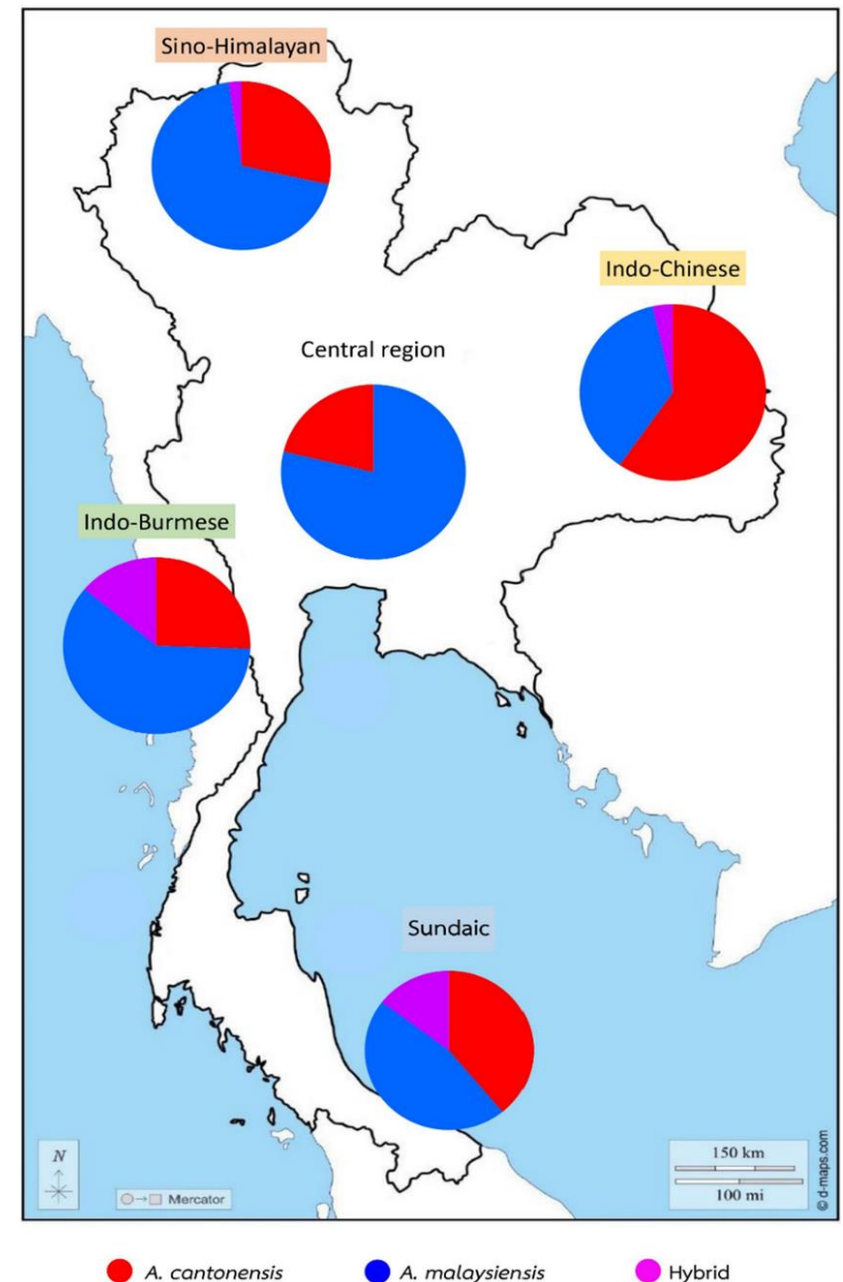 Sino-Himalayan
Indo-Chinese
Central region
Indo-Burmese
Sundaic
N
Mercator
150 km
100 mi
© d-maps.com
A. cantonensis
A. malaysiensis
Hybrid